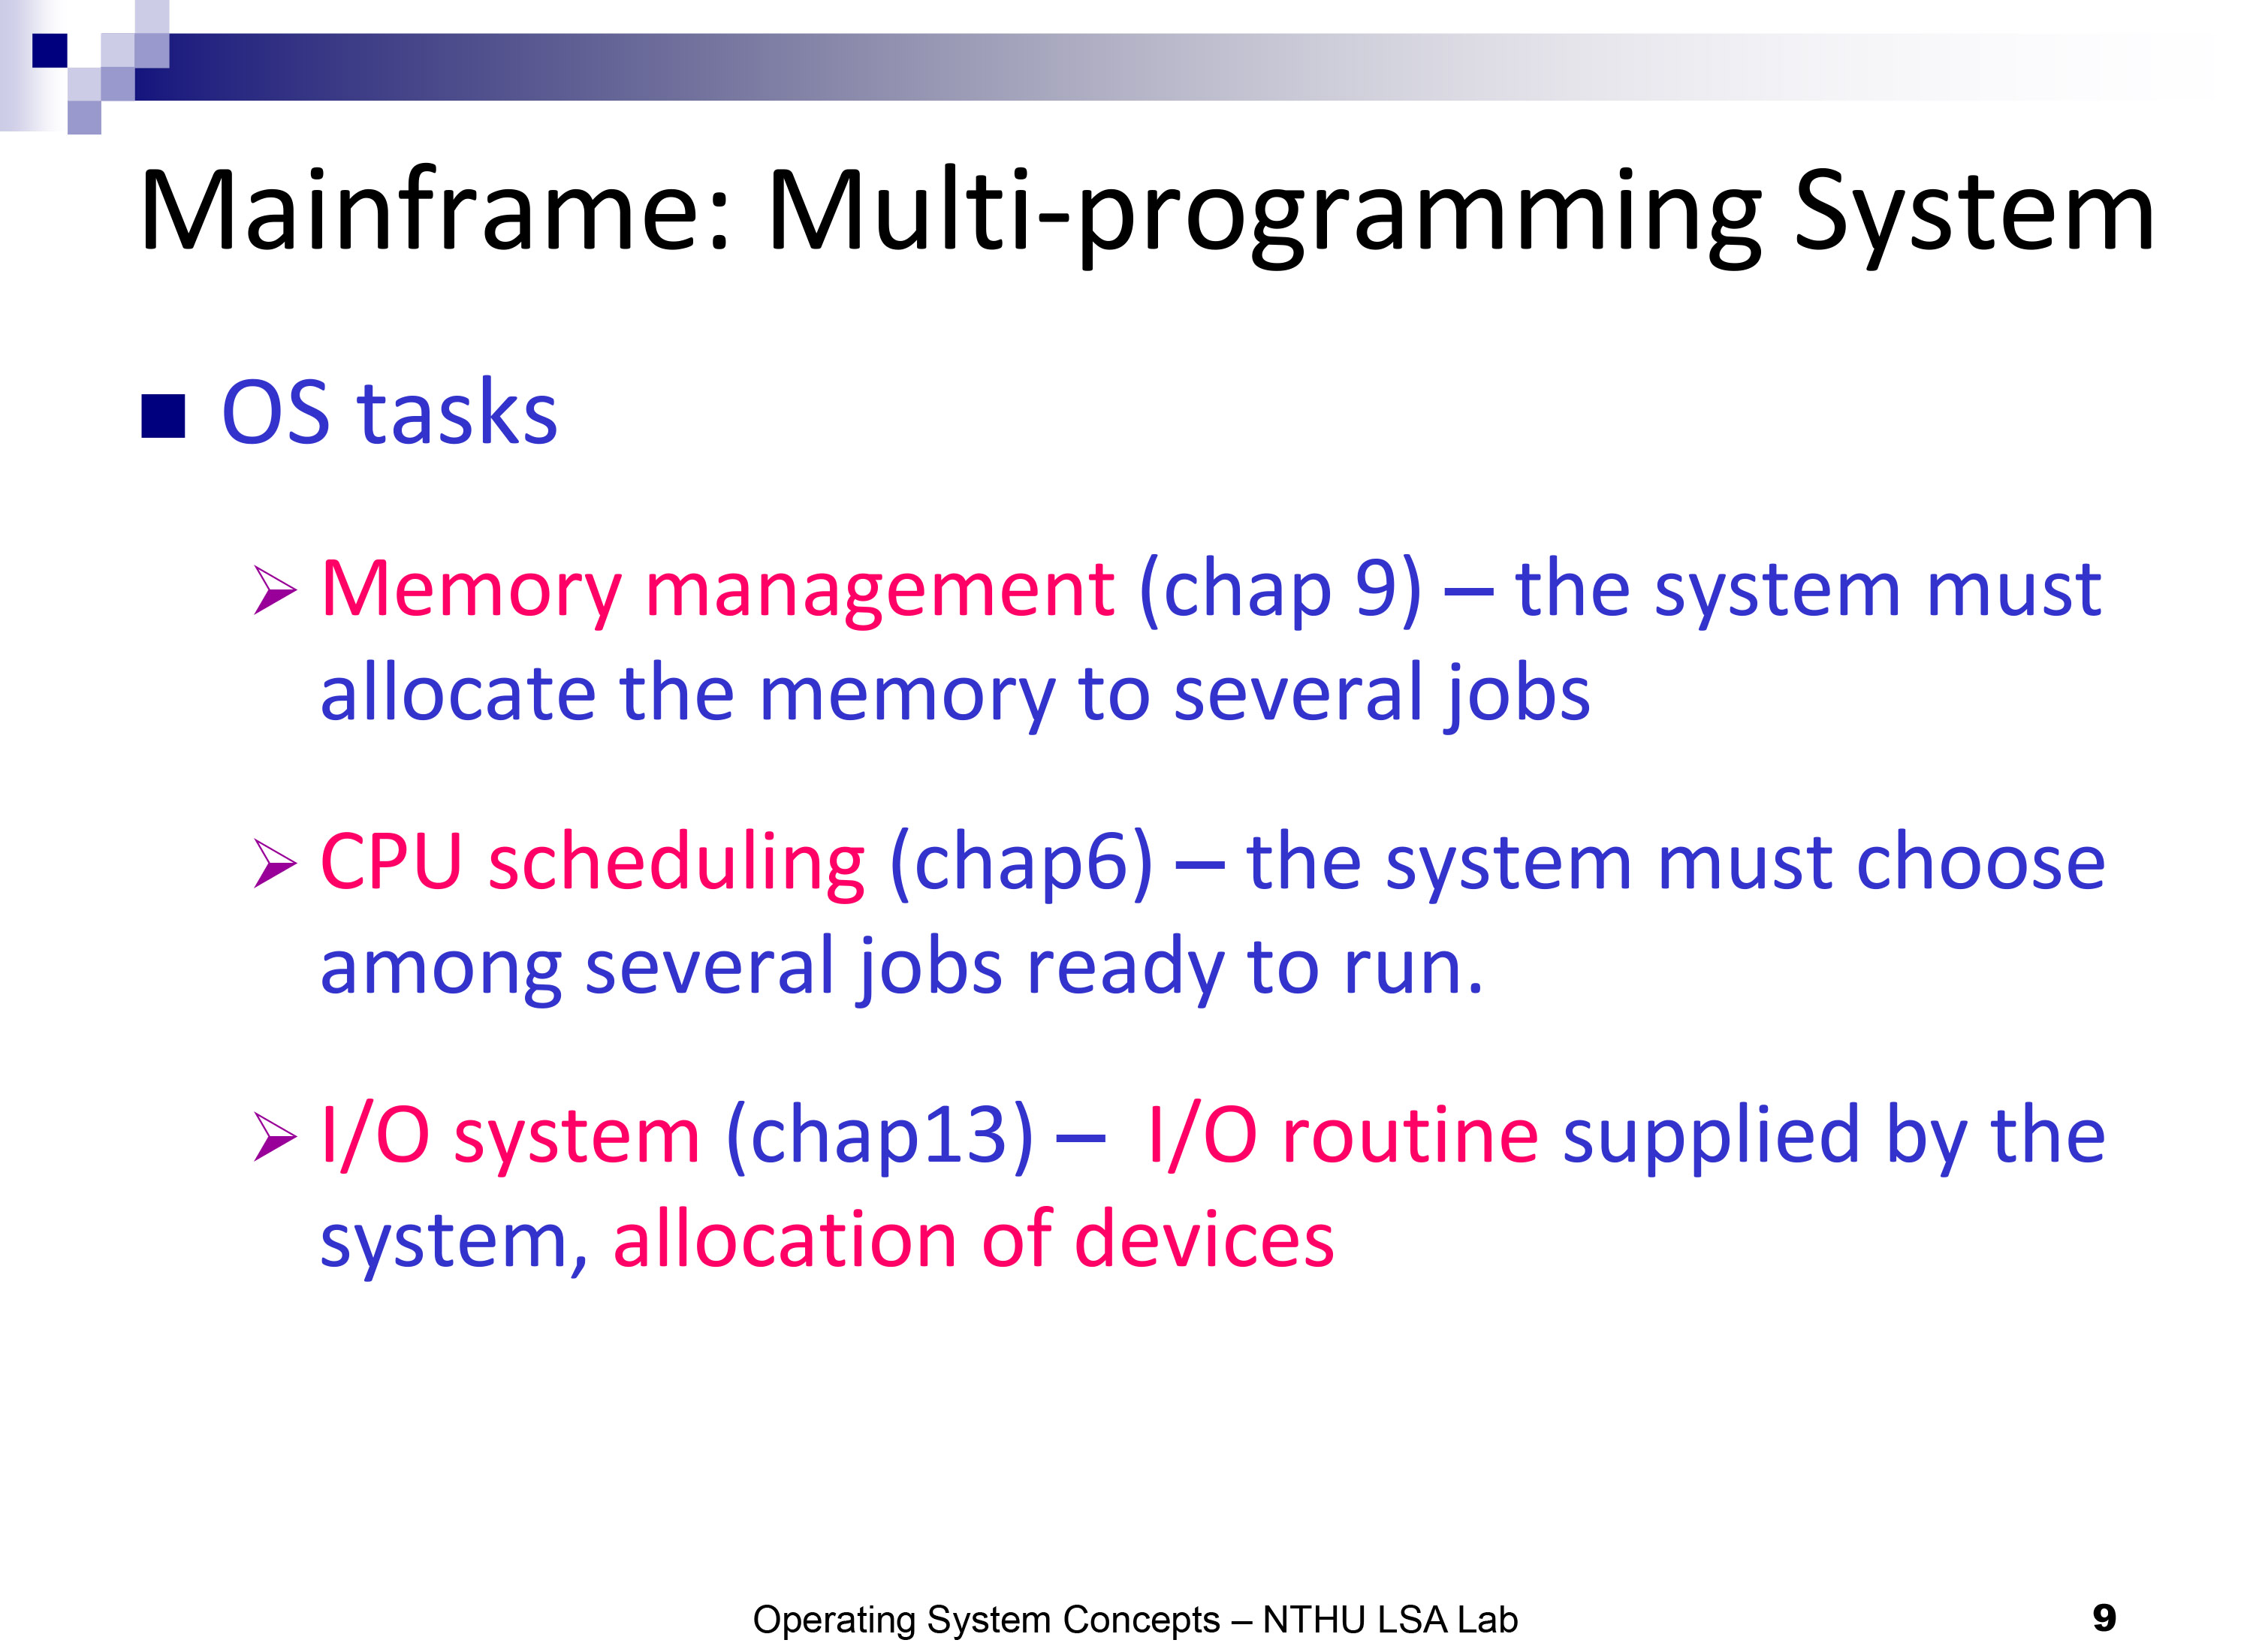 Mainframe: Multi-programming System
OS tasks
Memory management (chap 9) – the system must
allocate the memory to several jobs
CPU scheduling (chap6) – the system must choose
among several jobs ready to run.
I/O system (chap13) – I/O routine supplied by the
system, allocation of devices
Operating System Concepts – NTHU LSA Lab
9